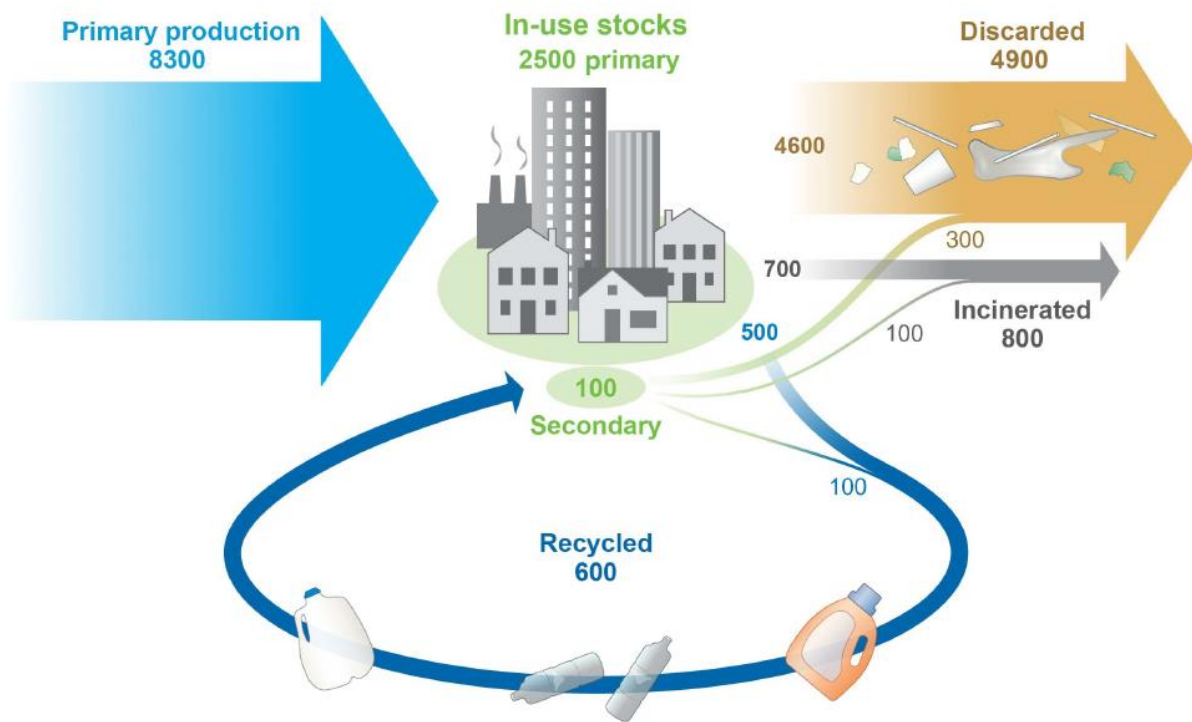 Primary production
8300
In-use stocks
2500 primary
Discarded
4900
4600
300
700
Incinerated
800
500
100
100
Secondary
100
Recycled
600